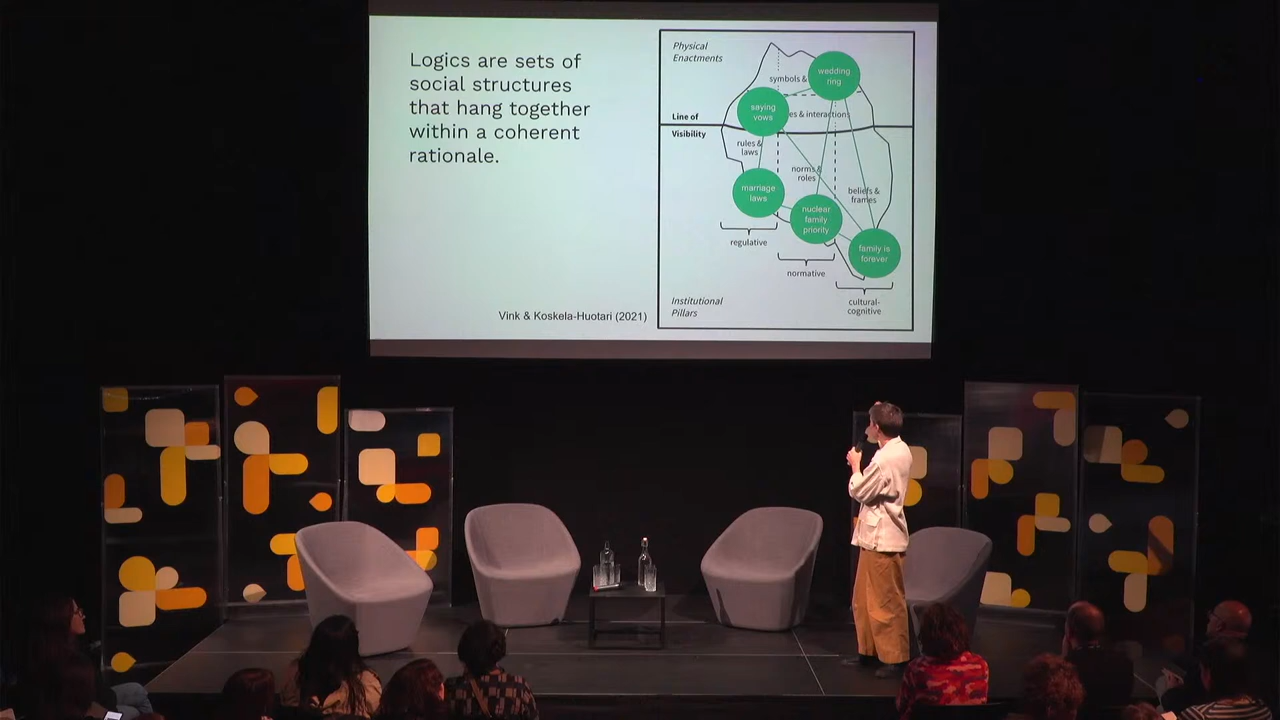 Logics are sets of
social structures
that hang together
within a coherent
rationale.
Vink & Koskela-Huotari (2021)
Physical
Enactments
symbols &
wedding
ring
saying
vows
es & interactions
Line of
Visibility
rules &
laws
norms &
roles
beliefs &
frames
marriage
laws
nuclear
family
priority
family is
forever
regulative
normative
cultural-
cognitive
Institutional
Pillars